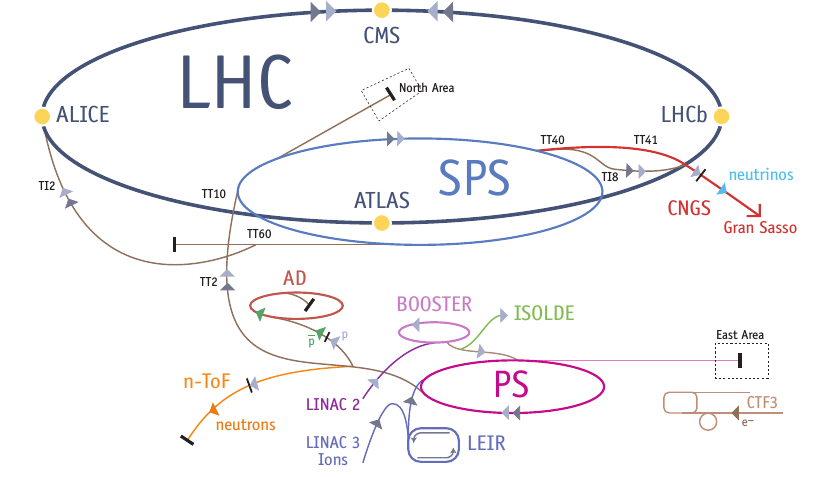 CMS
LHC
North Area
ALICE
LHCb
TT40
TT41
SPS
TI8
neutrinos
TI2
TT10
ATLAS
CNGS
Gran Sasso
TT60
TT2
AD
BOOSTER
ISOLDE
p
p
East Area
n-ToF
PS
LINAC 2
neutrons
CTF3
e–
LINAC 3
Ions
LEIR